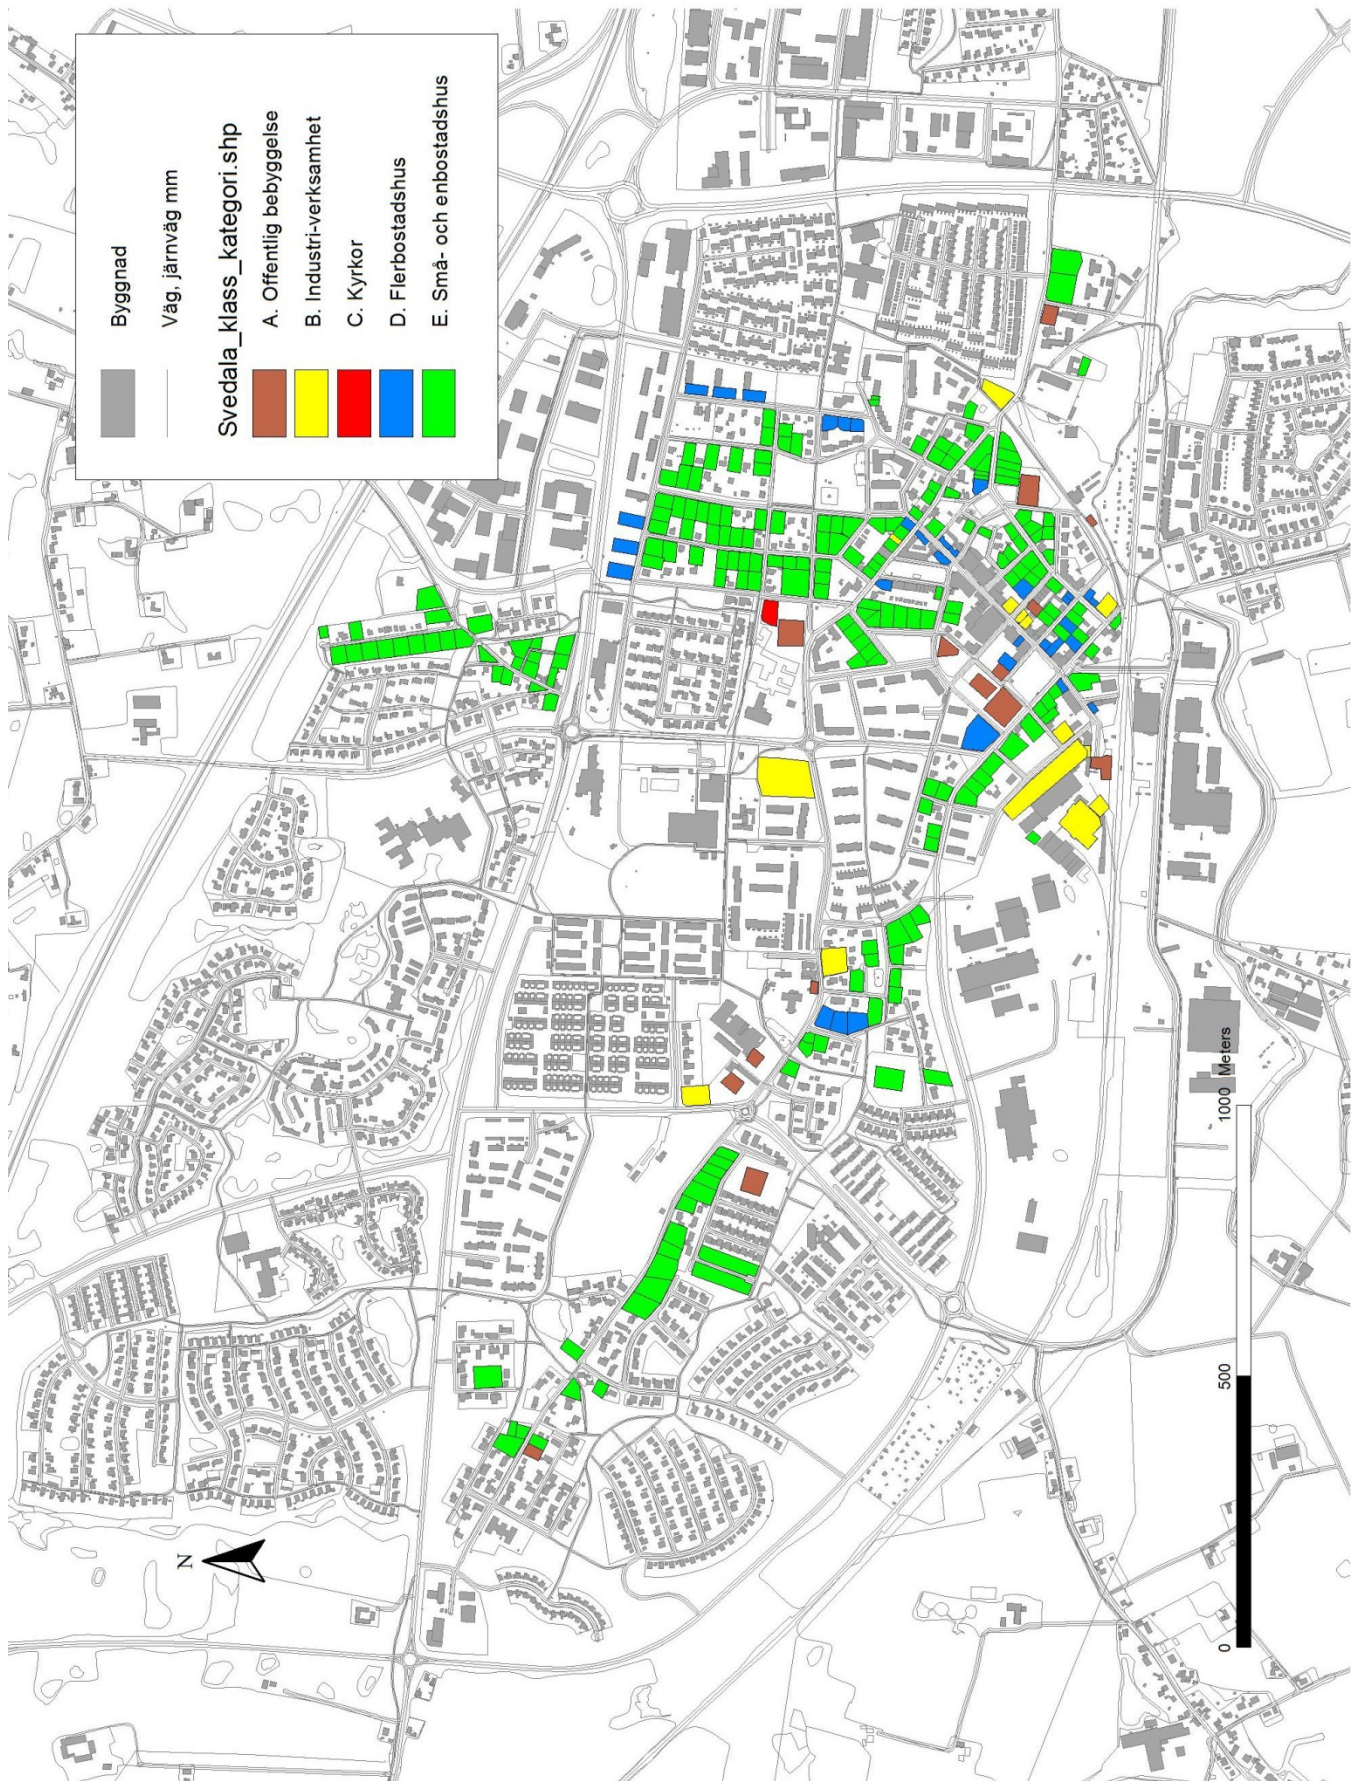 Byggnad
Väg, järnväg mm
Svedala_klass_kategori.shp
A. Offentlig bebyggelse
B. Industri-verksamhet
C. Kyrkor
D. Flerbostadshus
E. Små- och enbostadshus
N
0 500 1000 Meters